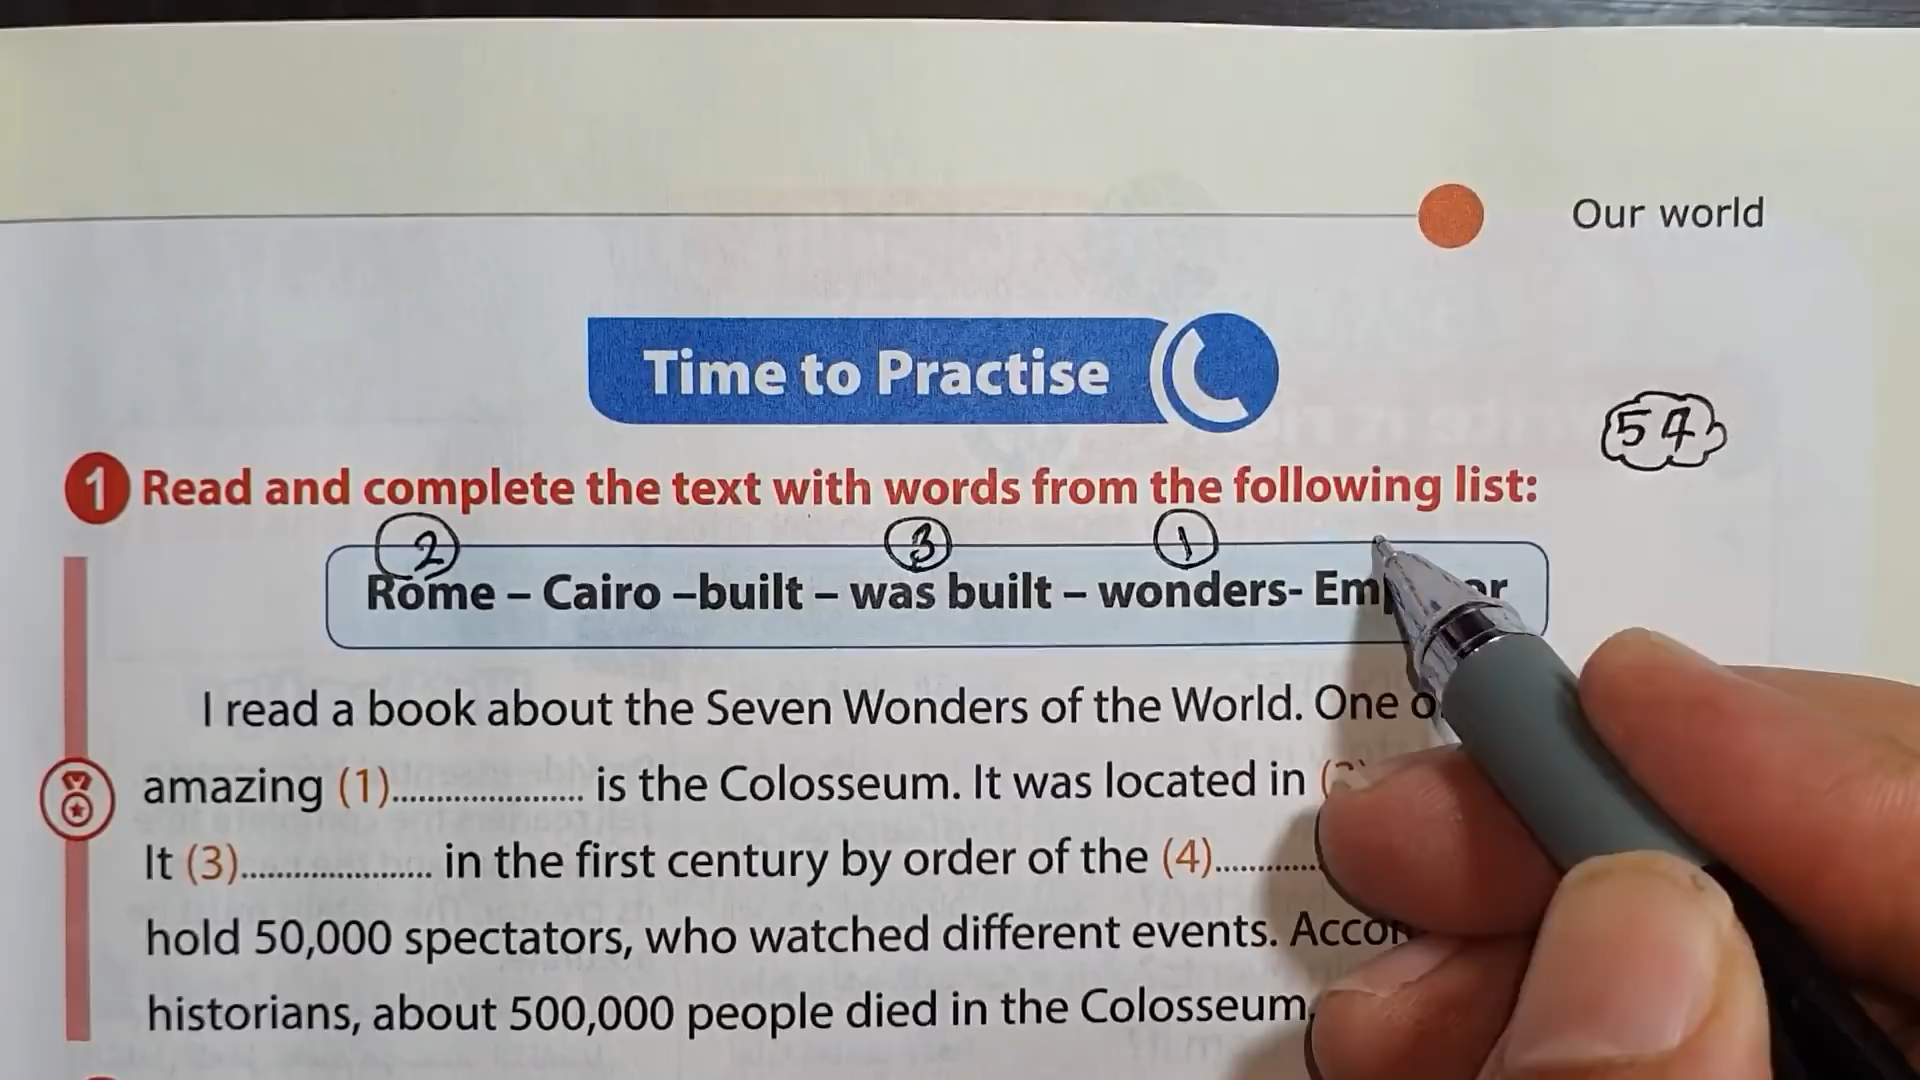 Our world
Time to Practise
54
1 Read and complete the text with words from the following list:
2 3 1
Rome – Cairo –built – was built – wonders-
I read a book about the Seven Wonders of the World. One
amazing (1)..................... is the Colosseum. It was located in
It (3)..................... in the first century by order of the (4)............
hold 50,000 spectators, who watched different events.
historians, about 500,000 people died in the Colosseum.